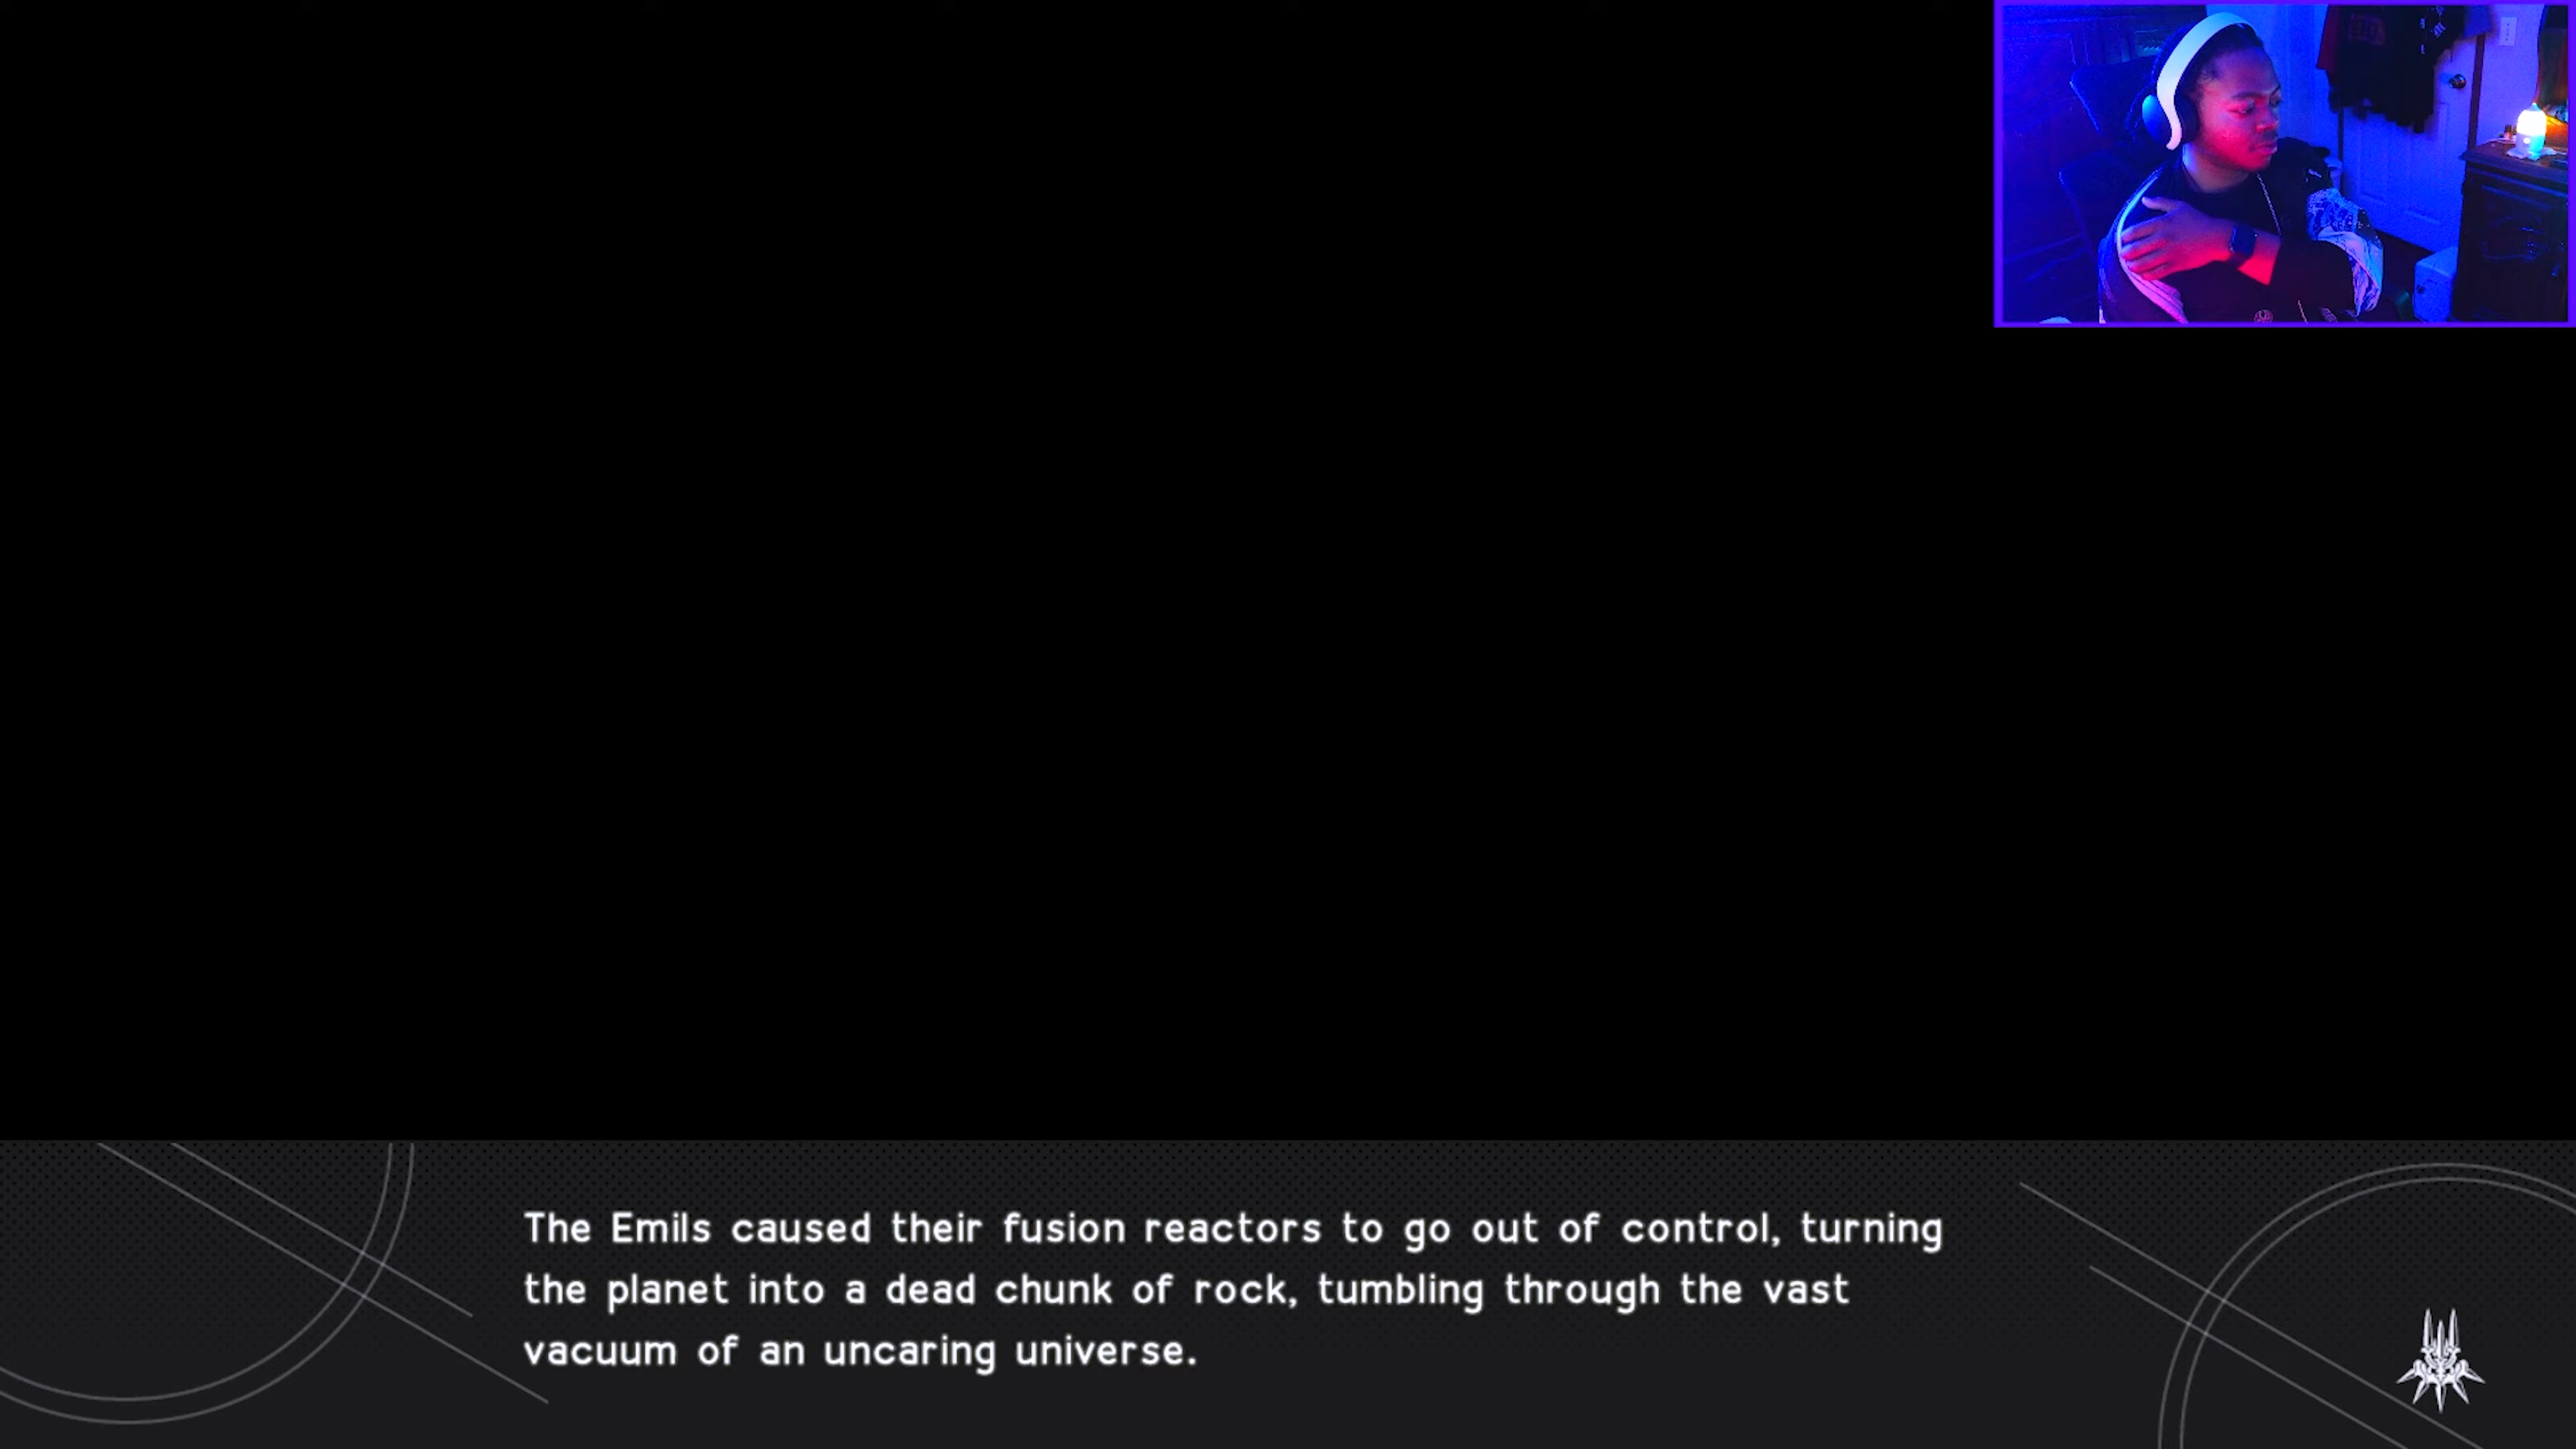 The Emils caused their fusion reactors to go out of control, turning
the planet into a dead chunk of rock, tumbling through the vast
vacuum of an uncaring universe.